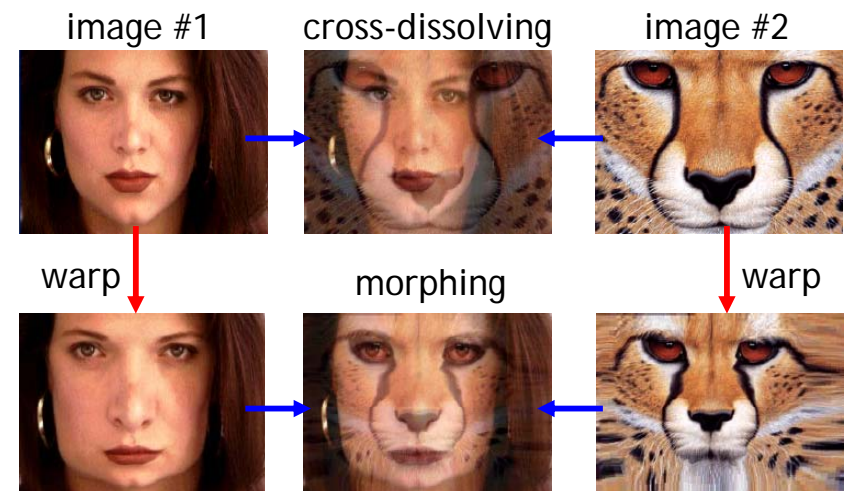 image #1
cross-dissolving
image #2
warp
morphing
warp